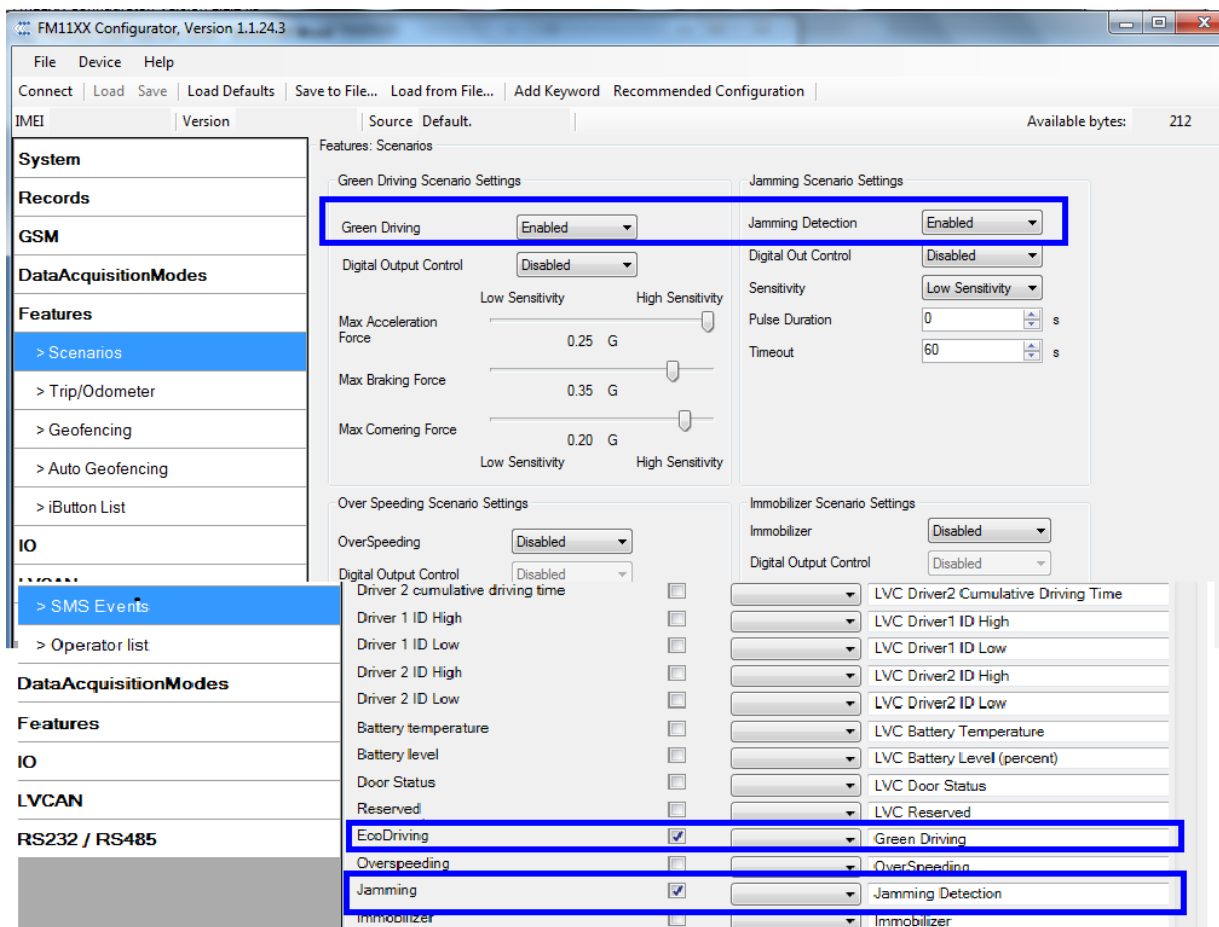 FM11XX Configurator, Version 1.1.24.3
File Device Help
Connect Load Save Load Defaults Save to File... Load from File... Add Keyword Recommended Configuration
IMEI Version Source Default. Available bytes: 212
System
Records
GSM
DataAcquisitionModes
Features
> Scenarios
> Trip/Odometer
> Geofencing
> Auto Geofencing
> iButton List
IO
Features: Scenarios
Green Driving Scenario Settings
Green Driving Enabled
Digital Output Control Disabled
Low Sensitivity High Sensitivity
Max Acceleration
Force
0.25 G
Max Braking Force
0.35 G
Max Cornering Force
0.20 G
Low Sensitivity High Sensitivity
Jamming Scenario Settings
Jamming Detection Enabled
Digital Out Control Disabled
Sensitivity Low Sensitivity
Pulse Duration 0 s
Timeout 60 s
Over Speeding Scenario Settings
OverSpeeding Disabled
Digital Output Control Disabled
Immobilizer Scenario Settings
Immobilizer Disabled
Digital Output Control Disabled
> SMS Events
> Operator list
DataAcquisitionModes
Features
IO
LVCAN
RS232 / RS485
Driver 2 cumulative driving time LVC Driver2 Cumulative Driving Time
Driver 1 ID High LVC Driver1 ID High
Driver 1 ID Low LVC Driver1 ID Low
Driver 2 ID High LVC Driver2 ID High
Driver 2 ID Low LVC Driver2 ID Low
Battery temperature LVC Battery Temperature
Battery level LVC Battery Level (percent)
Door Status LVC Door Status
Reserved LVC Reserved
EcoDriving Green Driving
Overspeeding OverSpeeding
Jamming Jamming Detection
Immobilizer Immobilizer